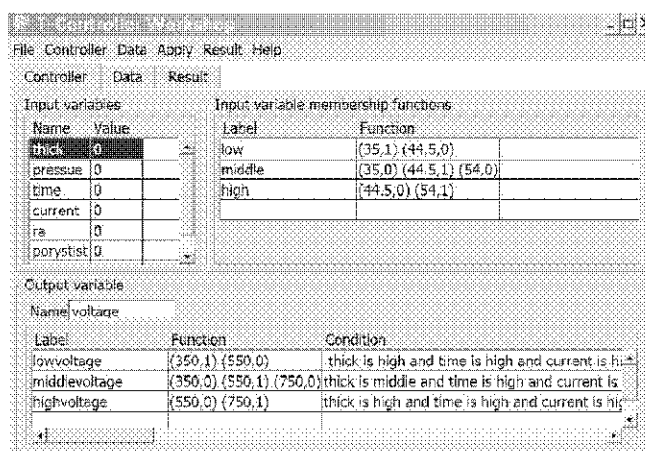 File Controller Data Apply Result Help
Controller Data Result
Input variables
Name Value
thick 0
pressue 0
time 0
current 0
ra 0
porystist 0
Input variable membership functions
Label Function
low (35,1) (44.5,0)
middle (35,0) (44.5,1) (54,0)
high (44.5,0) (54,1)
Output variable
Name voltage
Label Function Condition
lowvoltage (350,1) (550,0) thick is high and time is high and current is
middlevoltage (350,0) (550,1) (750,0) thick is middle and time is high and current is
highvoltage (550,0) (750,1) thick is high and time is high and current is